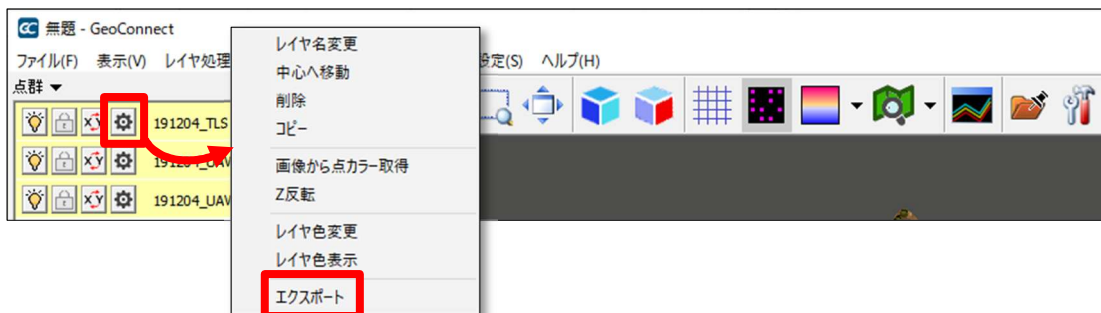 GC 無題 - GeoConnect
ファイル(F) 表示(V) レイヤ処理 設定(S) ヘルプ(H)
点群
191204_TLS
191204_UAV
191204_UAV
レイヤ名変更
中心へ移動
削除
コピー
画像から点カラー取得
Z反転
レイヤ色変更
レイヤ色表示
エクスポート